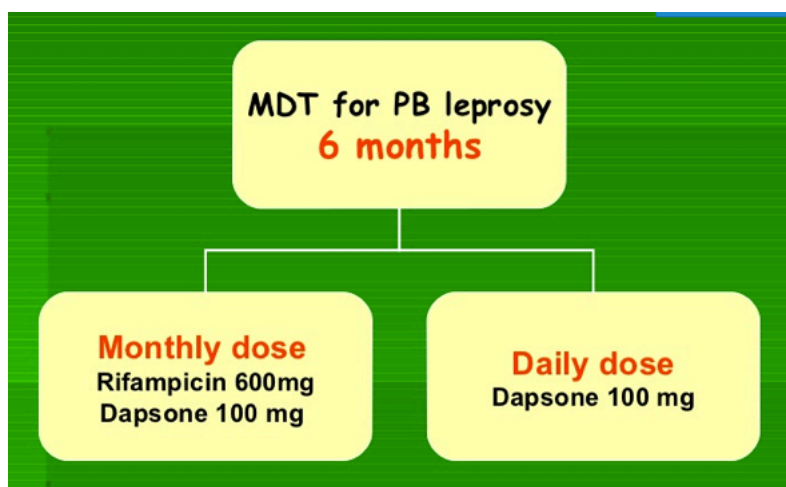 MDT for PB leprosy
6 months
Monthly dose
Rifampicin 600mg
Dapsone 100 mg
Daily dose
Dapsone 100 mg